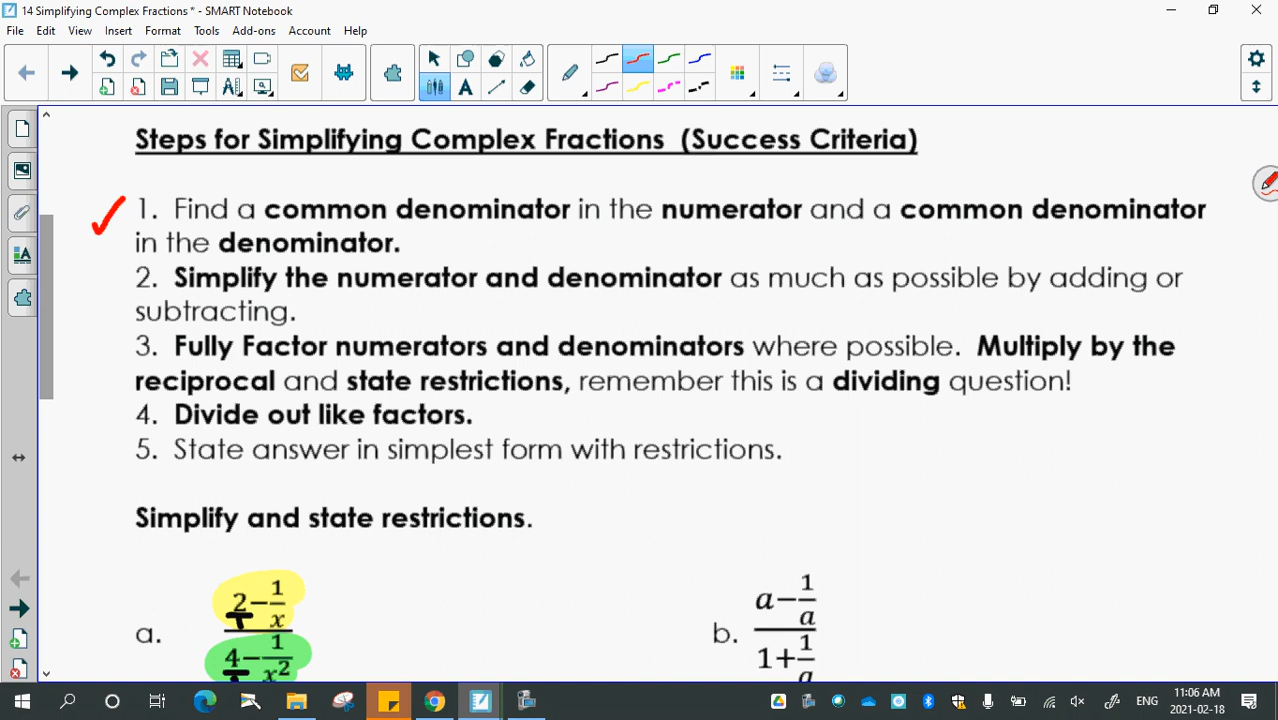 14 Simplifying Complex Fractions * - SMART Notebook
File Edit View Insert Format Tools Add-ons Account Help
Steps for Simplifying Complex Fractions (Success Criteria)
1. Find a common denominator in the numerator and a common denominator
in the denominator.
2. Simplify the numerator and denominator as much as possible by adding or
subtracting.
3. Fully Factor numerators and denominators where possible. Multiply by the
reciprocal and state restrictions, remember this is a dividing question!
4. Divide out like factors.
5. State answer in simplest form with restrictions.
Simplify and state restrictions.
a.
2-1/x
4-1/x²
b.
a-1/a
1+1/a
ENG
11:06 AM
2021-02-18